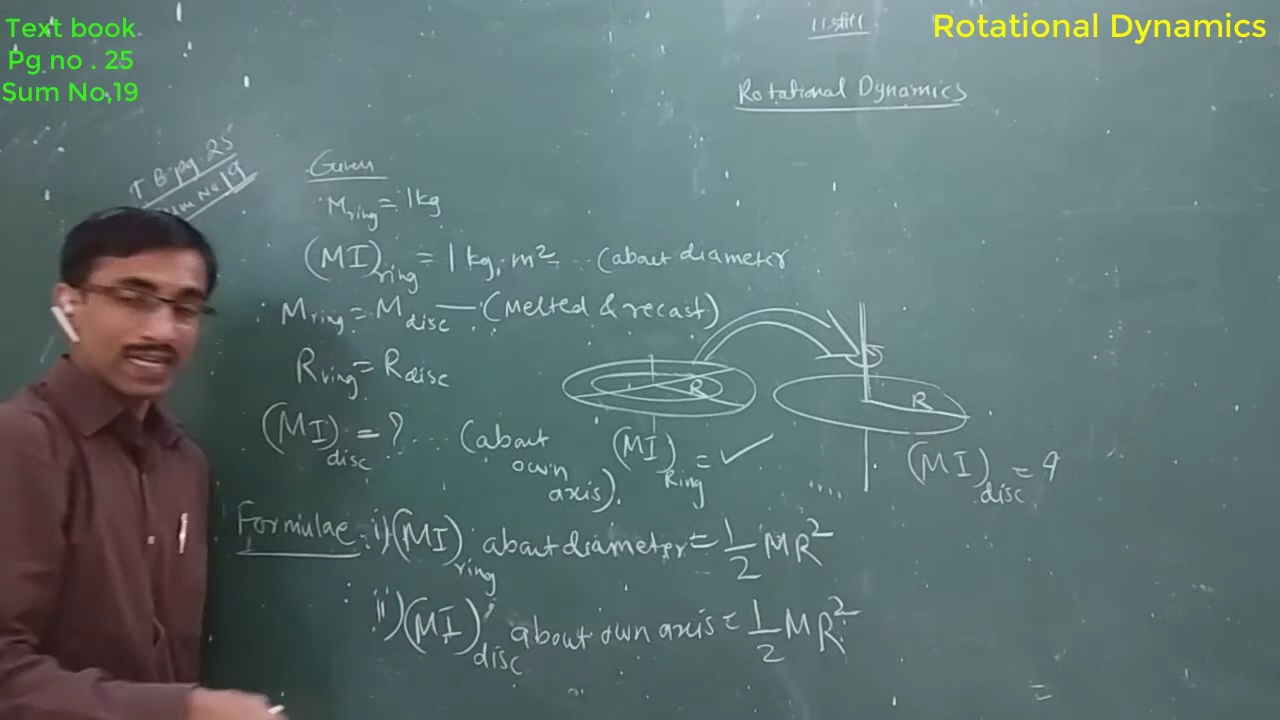 Text book
Pg no . 25
Sum No,19
Rotational Dynamics
Rotational Dynamics
T B pg. 25
Sum No 19
Given
M ring = 1kg
(MI) ring = 1 kg. m² .. (about diameter
M ring = M disc — (Melted & recast)
R ring = R disc
(MI) disc = ? ... (about own axis).
R
R
(MI) Ring = ✓
(MI) disc = ?
Formulae: i) (MI) ring about diameter = 1/2 MR²
ii) (MI) disc about own axis = 1/2 MR²
=